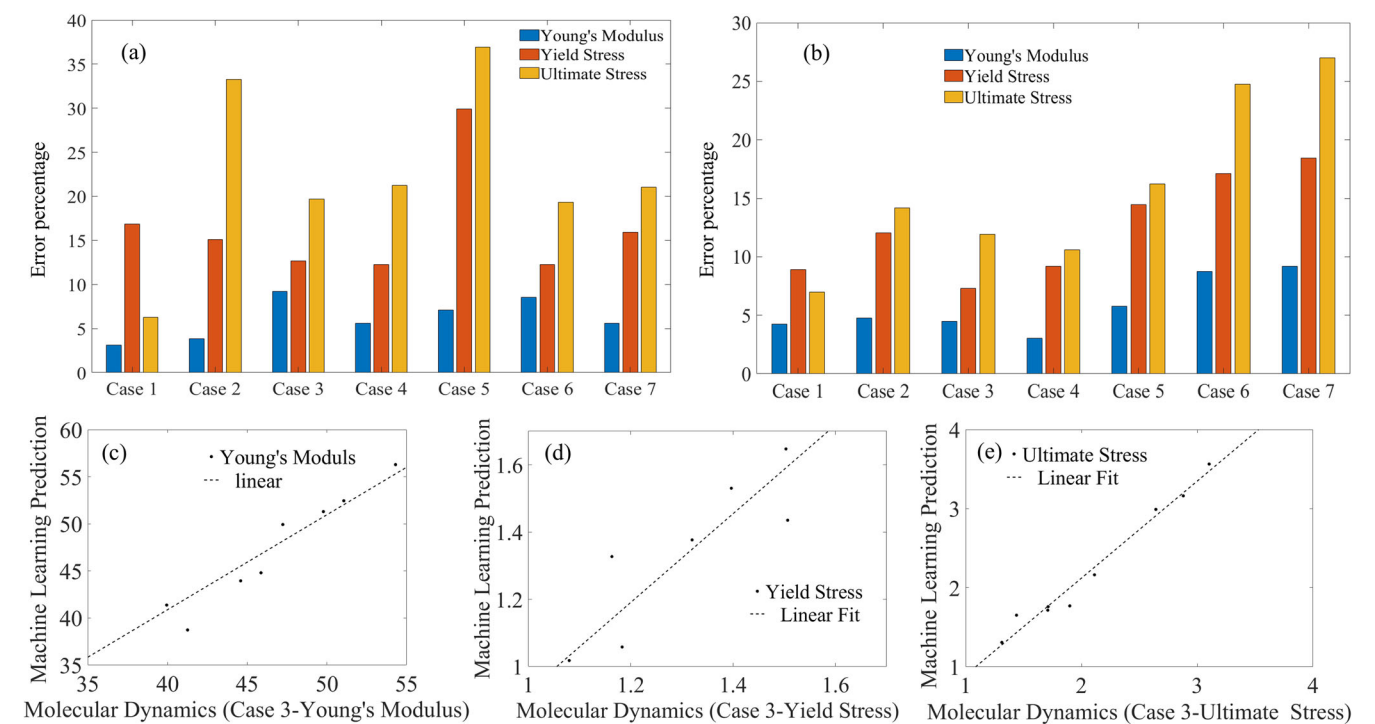 (a)
Young's Modulus
Yield Stress
Ultimate Stress
Error percentage
40
35
30
25
20
15
10
5
0
Case 1 Case 2 Case 3 Case 4 Case 5 Case 6 Case 7
(b)
Young's Modulus
Yield Stress
Ultimate Stress
Error percentage
30
25
20
15
10
5
0
Case 1 Case 2 Case 3 Case 4 Case 5 Case 6 Case 7
(c)
Young's Moduls
linear
Machine Learning Prediction
60
55
50
45
40
35
35 40 45 50 55
Molecular Dynamics (Case 3-Young's Modulus)
(d)
Yield Stress
Linear Fit
Machine Learning Prediction
1.6
1.4
1.2
1
1 1.2 1.4 1.6
Molecular Dynamics (Case 3-Yield Stress)
(e)
Ultimate Stress
Linear Fit
Machine Learning Prediction
4
3
2
1
1 2 3 4
Molecular Dynamics (Case 3-Ultimate Stress)